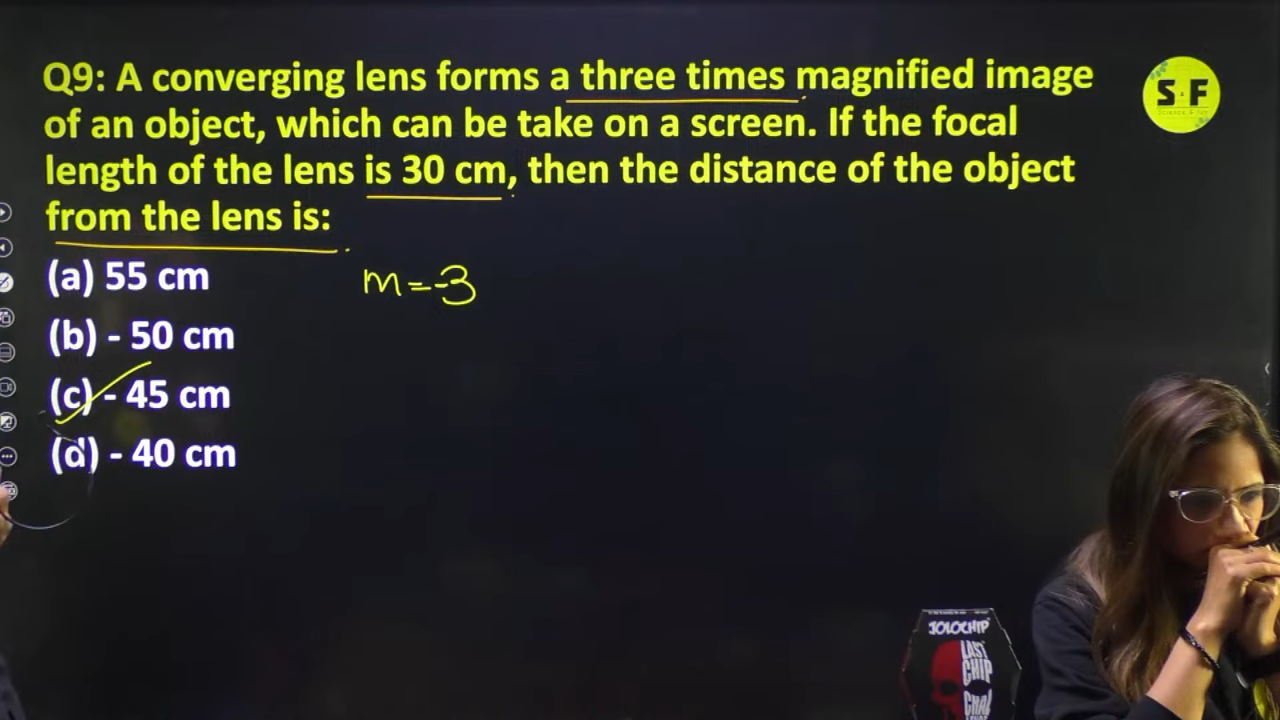 Q9: A converging lens forms a three times magnified image
of an object, which can be take on a screen. If the focal
length of the lens is 30 cm, then the distance of the object
from the lens is:
(a) 55 cm
(b) - 50 cm
(c) - 45 cm
(d) - 40 cm
m=-3
S F
JOLOCHIP
LAST
CHIP